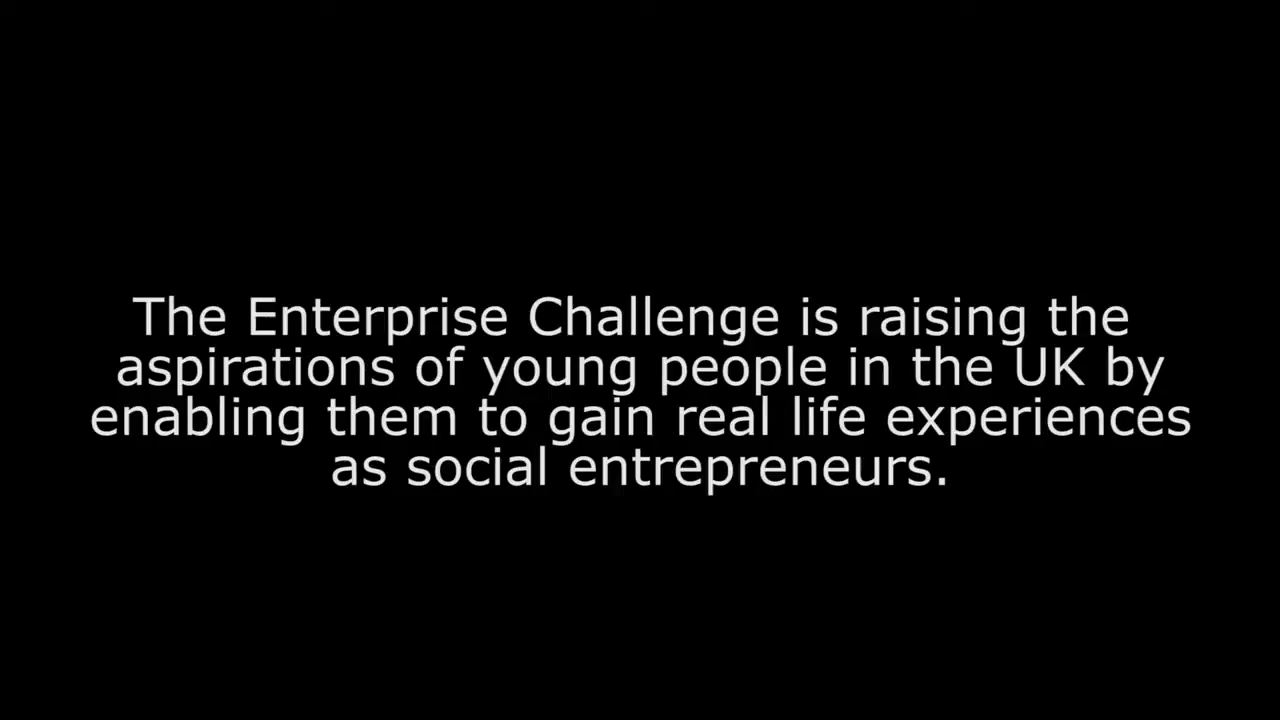 The Enterprise Challenge is raising the
aspirations of young people in the UK by
enabling them to gain real life experiences
as social entrepreneurs.